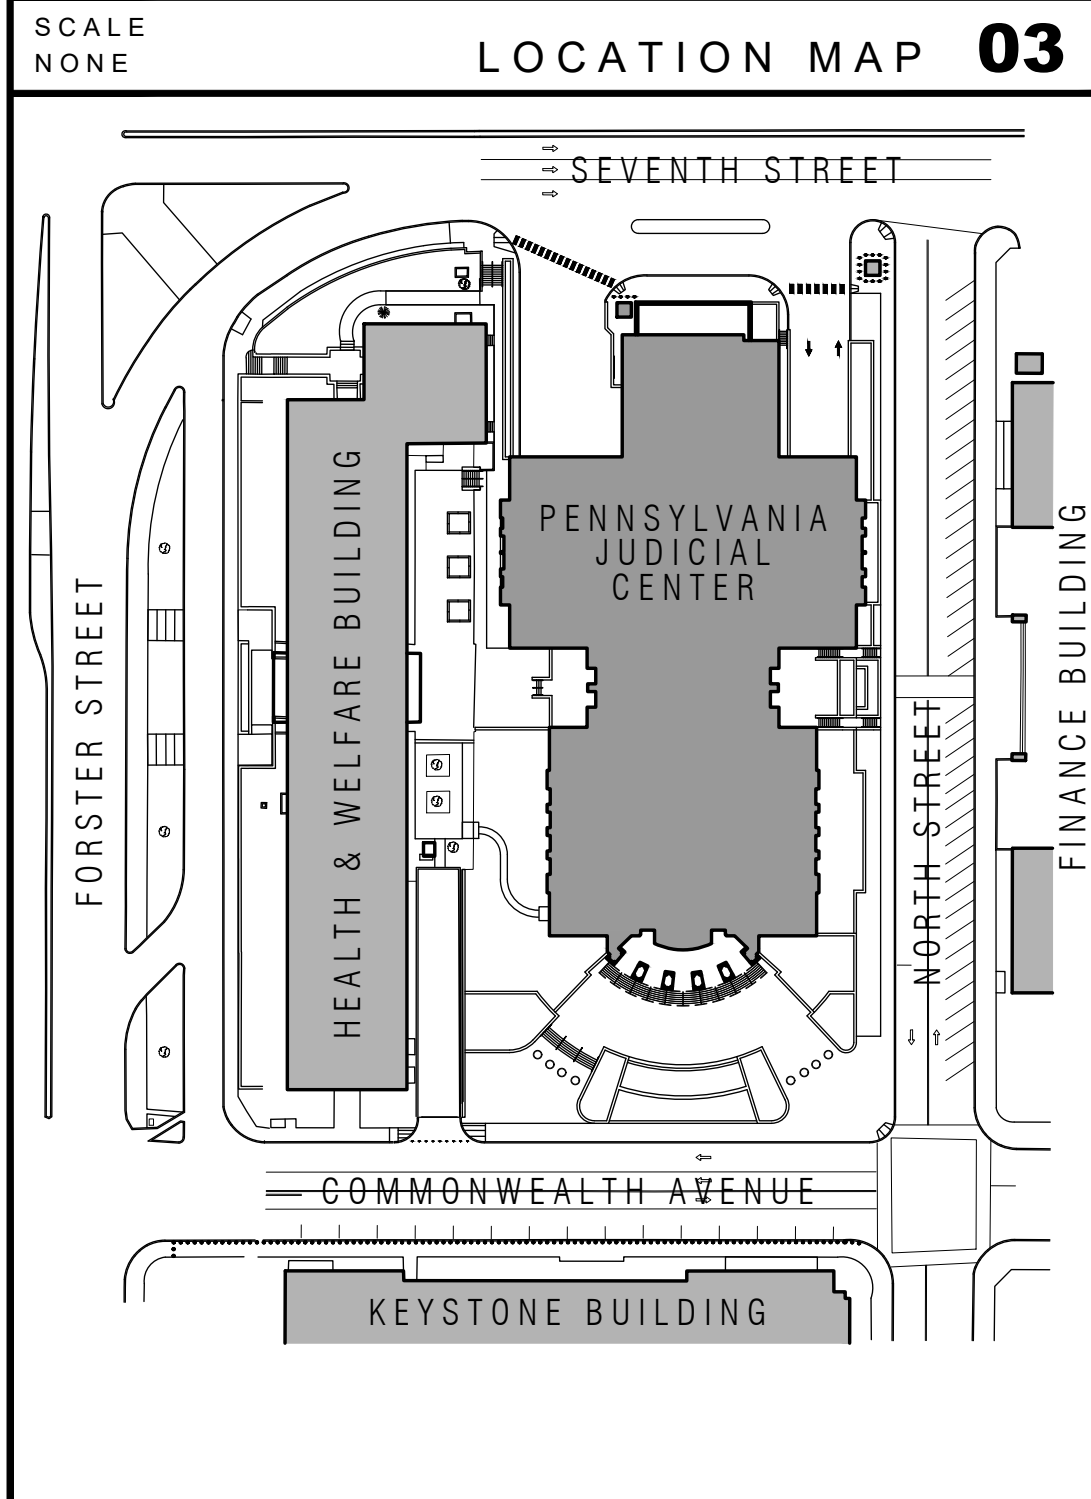 SCALE
NONE
LOCATION MAP 03
SEVENTH STREET
PENNSYLVANIA
JUDICIAL
CENTER
HEALTH & WELFARE BUILDING
FORSTER STREET
NORTH STREET
FINANCE BUILDING
COMMONWEALTH AVENUE
KEYSTONE BUILDING